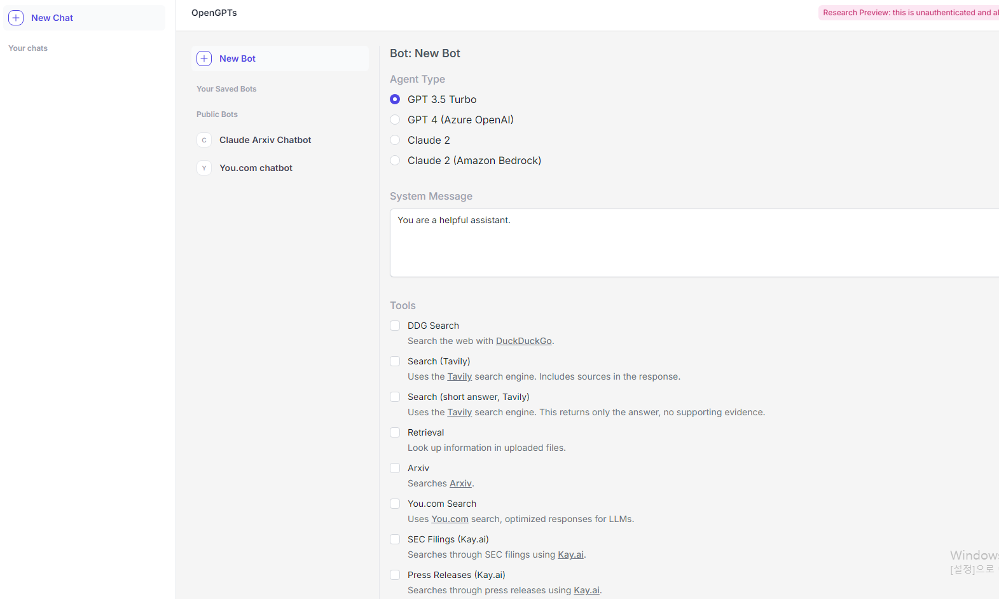 New Chat
Your chats
OpenGPTs
Research Preview: this is unauthenticated and
New Bot
Your Saved Bots
Public Bots
C
Claude Arxiv Chatbot
Y
You.com chatbot
Bot: New Bot
Agent Type
GPT 3.5 Turbo
GPT 4 (Azure OpenAI)
Claude 2
Claude 2 (Amazon Bedrock)
System Message
You are a helpful assistant.
Tools
DDG Search
Search the web with DuckDuckGo.
Search (Tavily)
Uses the Tavily search engine. Includes sources in the response.
Search (short answer, Tavily)
Uses the Tavily search engine. This returns only the answer, no supporting evidence.
Retrieval
Look up information in uploaded files.
Arxiv
Searches Arxiv.
You.com Search
Uses You.com search, optimized responses for LLMs.
SEC Filings (Kay.ai)
Searches through SEC filings using Kay.ai.
Press Releases (Kay.ai)
Searches through press releases using Kay.ai.
Windows
[설정]으로